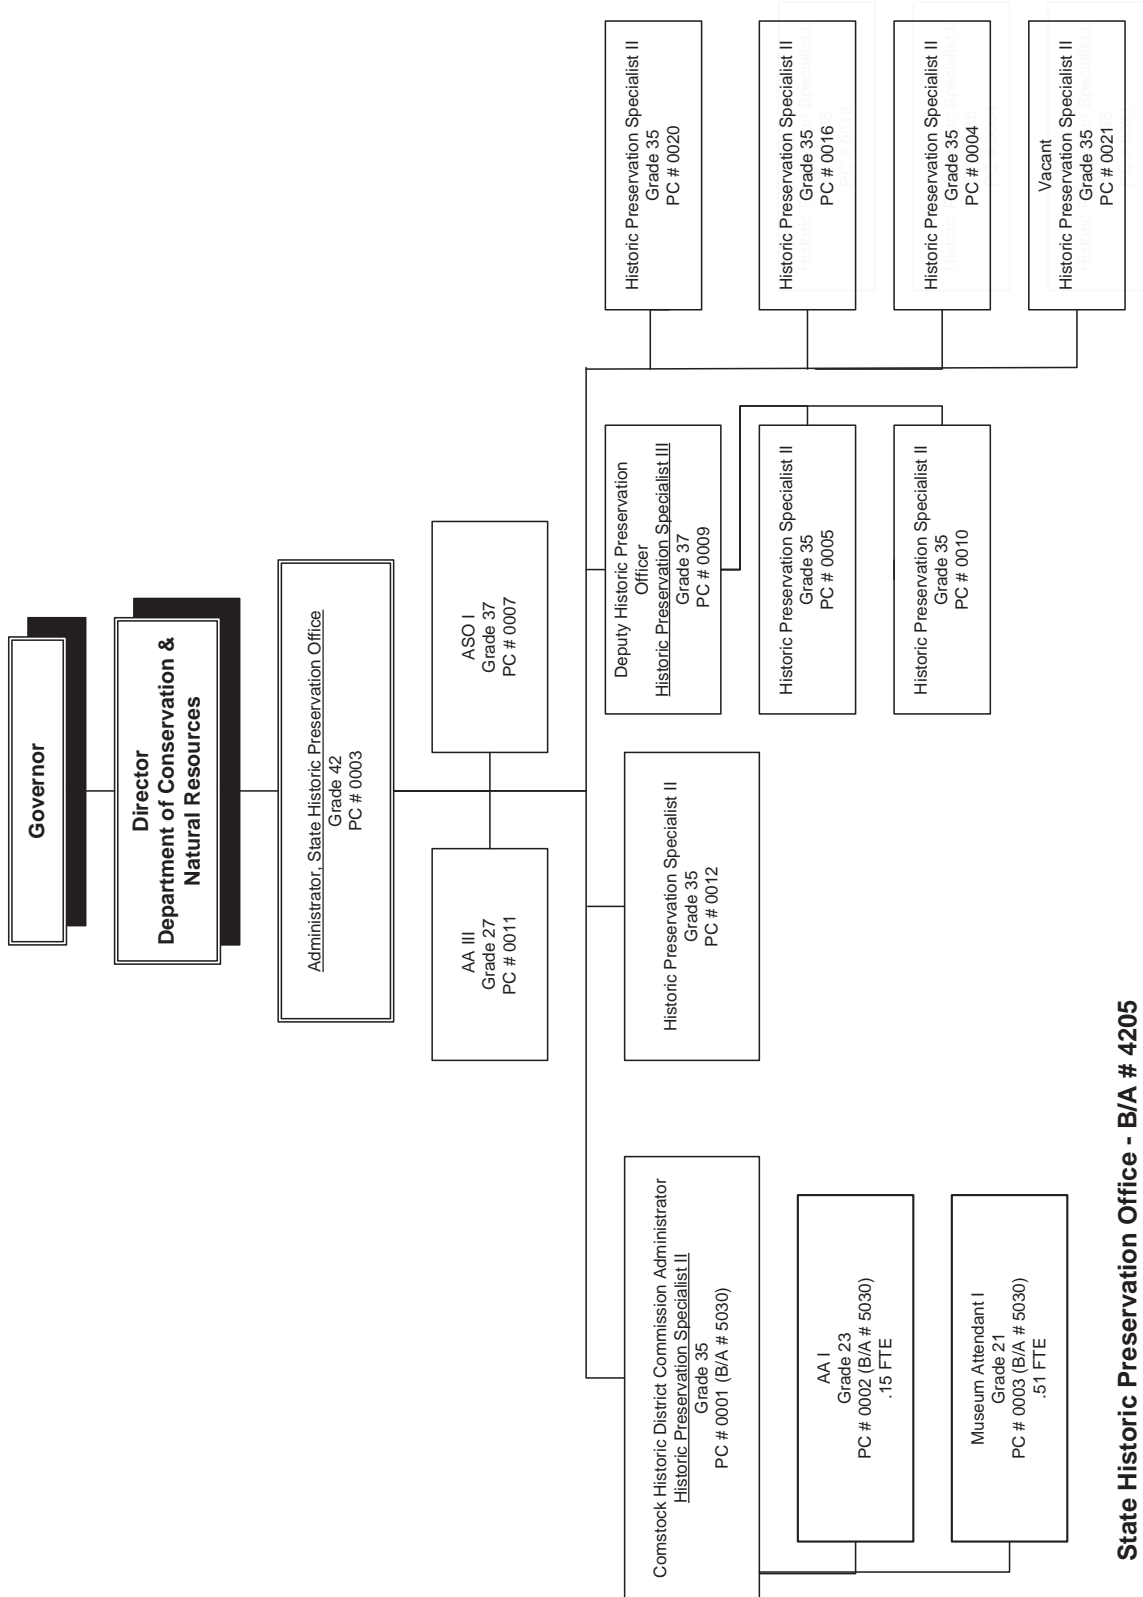 Governor
Director
Department of Conservation &
Natural Resources
Administrator, State Historic Preservation Office
Grade 42
PC # 0003
AA III
Grade 27
PC # 0011
ASO I
Grade 37
PC # 0007
Comstock Historic District Commission Administrator
Historic Preservation Specialist II
Grade 35
PC # 0001 (B/A # 5030)
AA I
Grade 23
PC # 0002 (B/A # 5030)
.15 FTE
Museum Attendant I
Grade 21
PC # 0003 (B/A # 5030)
.51 FTE
Historic Preservation Specialist II
Grade 35
PC # 0012
Deputy Historic Preservation
Officer
Historic Preservation Specialist III
Grade 37
PC # 0009
Historic Preservation Specialist II
Grade 35
PC # 0005
Historic Preservation Specialist II
Grade 35
PC # 0010
Historic Preservation Specialist II
Grade 35
PC # 0020
Historic Preservation Specialist II
Grade 35
PC # 0016
Historic Preservation Specialist II
Grade 35
PC # 0004
Vacant
Historic Preservation Specialist II
Grade 35
PC # 0021
State Historic Preservation Office - B/A # 4205